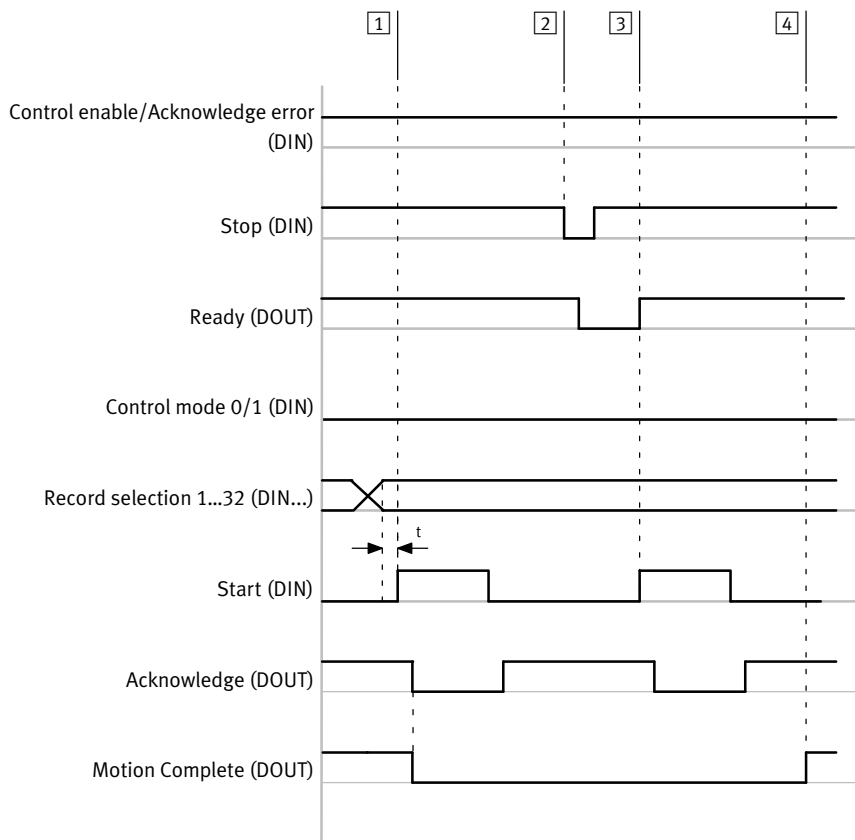 1 2 3 4
Control enable/Acknowledge error
(DIN)
Stop (DIN)
Ready (DOUT)
Control mode 0/1 (DIN)
Record selection 1...32 (DIN...)
t
Start (DIN)
Acknowledge (DOUT)
Motion Complete (DOUT)